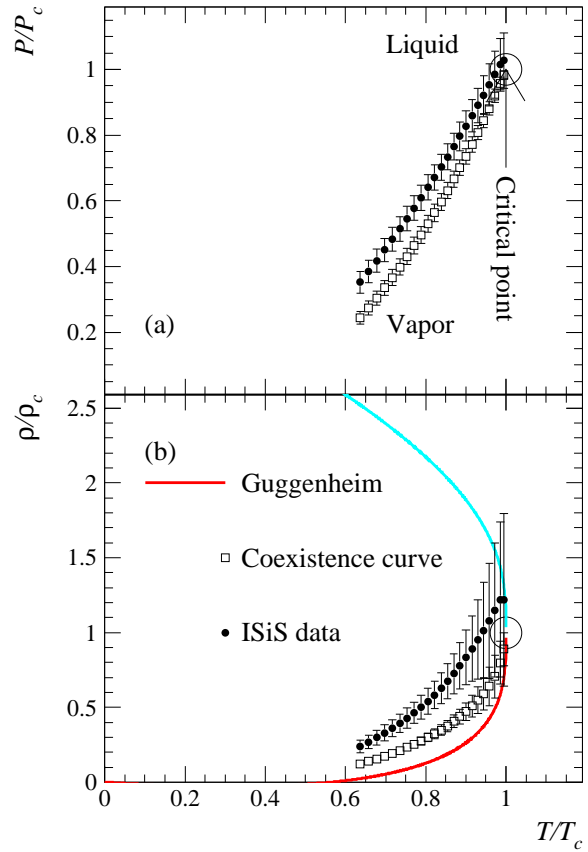 P/P_c
Liquid
1
0.8
0.6
0.4
0.2
Critical point
(a)
Vapor
ρ/ρ_c
2.5
2
1.5
1
0.5
0
(b)
Guggenheim
Coexistence curve
ISiS data
0 0.2 0.4 0.6 0.8 1
T/T_c